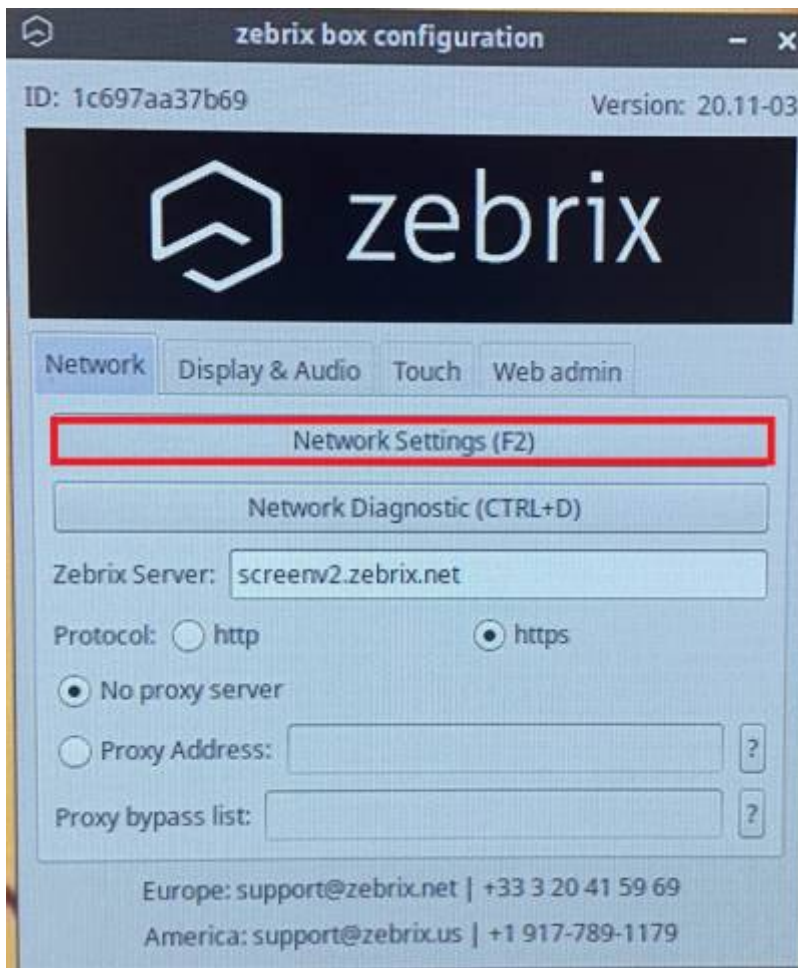 zebrix box configuration
ID: 1c697aa37b69 Version: 20.11-03
zebrix
Network Display & Audio Touch Web admin
Network Settings (F2)
Network Diagnostic (CTRL+D)
Zebrix Server: screenv2.zebrix.net
Protocol: http https
No proxy server
Proxy Address: ?
Proxy bypass list: ?
Europe: support@zebrix.net | +33 3 20 41 59 69
America: support@zebrix.us | +1 917-789-1179